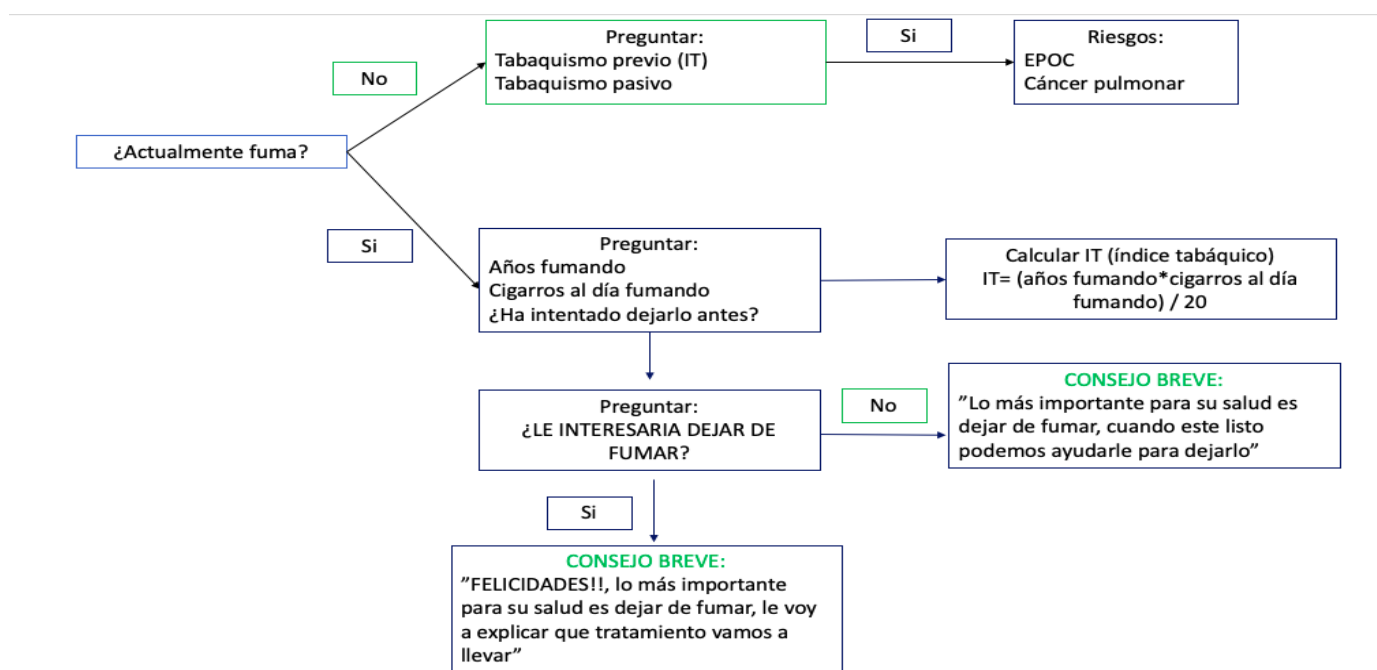 Preguntar:
Tabaquismo previo (IT)
Tabaquismo pasivo
Si
Riesgos:
EPOC
Cáncer pulmonar
No
¿Actualmente fuma?
Si
Preguntar:
Años fumando
Cigarros al día fumando
¿Ha intentado dejarlo antes?
Calcular IT (índice tabáquico)
IT= (años fumando*cigarros al día
fumando) / 20
Preguntar:
¿LE INTERESARIA DEJAR DE
FUMAR?
No
CONSEJO BREVE:
”Lo más importante para su salud es
dejar de fumar, cuando este listo
podemos ayudarle para dejarlo”
Si
CONSEJO BREVE:
”FELICIDADES!!, lo más importante
para su salud es dejar de fumar, le voy
a explicar que tratamiento vamos a
llevar”